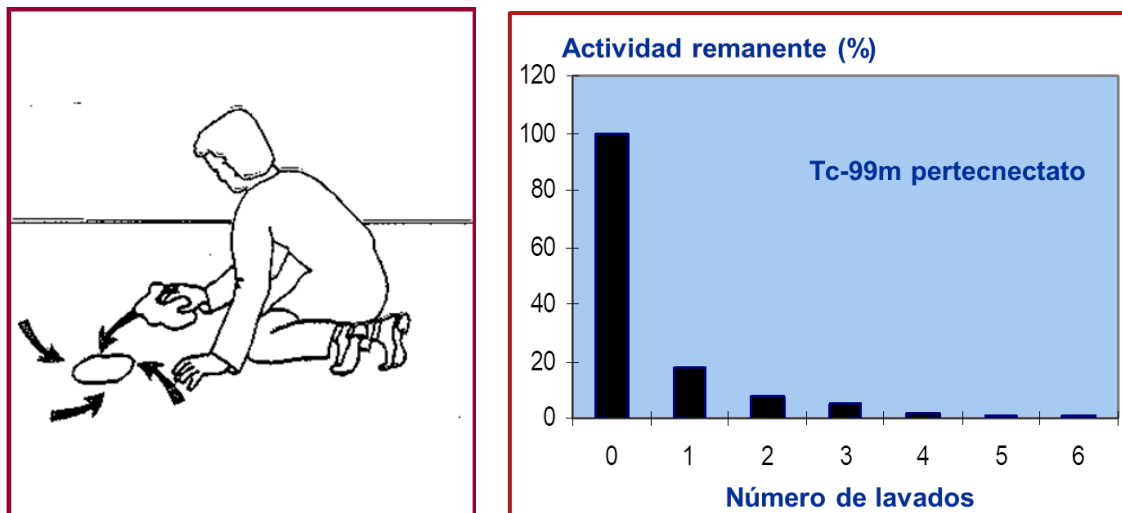 Actividad remanente (%)
120
100
80
60
40
20
0
Tc-99m pertecnectato
0 1 2 3 4 5 6
Número de lavados